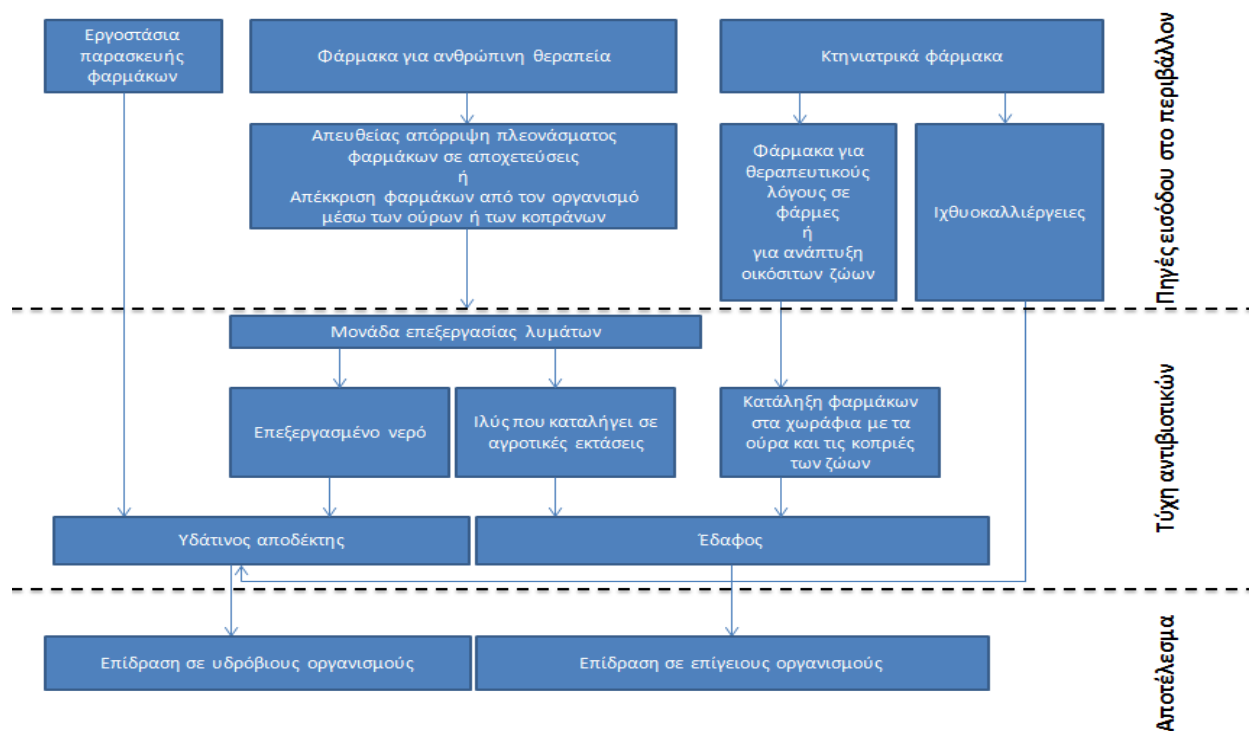 Εργοστάσια
παρασκευής
φαρμάκων
Φάρμακα για ανθρώπινη θεραπεία
Κτηνιατρικά φάρμακα
Απευθείας απόρριψη πλεονάσματος
φαρμάκων σε αποχετεύσεις
ή
Απέκκριση φαρμάκων από τον οργανισμό
μέσω των ούρων ή των κοπράνων
Φάρμακα για
θεραπευτικούς
λόγους σε
φάρμες
ή
για ανάπτυξη
οικόσιτων ζώων
Ιχθυοκαλλιέργειες
Πηγές εισόδου στο περιβάλλον
Μονάδα επεξεργασίας λυμάτων
Επεξεργασμένο νερό
Ιλύς που καταλήγει σε
αγροτικές εκτάσεις
Κατάληξη φαρμάκων
στα χωράφια με τα
ούρα και τις κοπριές
των ζώων
Υδάτινος αποδέκτης
Έδαφος
Τύχη αντιβιοτικών
Επίδραση σε υδρόβιους οργανισμούς
Επίδραση σε επίγειους οργανισμούς
Αποτέλεσμα